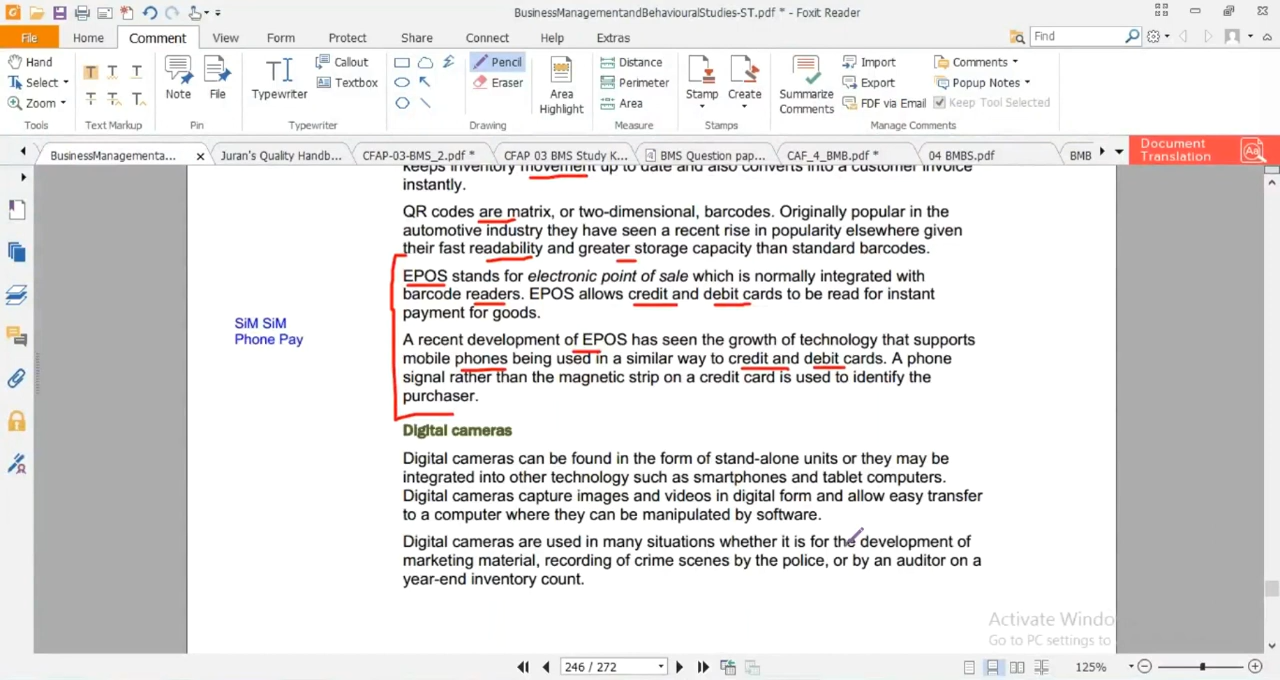 BusinessManagementandBehaviouralStudies-ST.pdf * - Foxit Reader
File Home Comment View Form Protect Share Connect Help Extras Find
Hand
Select
Zoom
Tools
Text Markup
Note
File
Pin
Typewriter
Callout
Textbox
Typewriter
Drawing
Pencil
Eraser
Area Highlight
Distance
Perimeter
Area
Measure
Stamp
Create
Stamps
Summarize Comments
Import
Export
FDF via Email
Comments
Popup Notes
Keep Tool Selected
Manage Comments
BusinessManagementa... x Juran's Quality Handb... CFAP-03-BMS_2.pdf * CFAP 03 BMS Study K... BMS Question pap... CAF_4_BMB.pdf * 04 BMBS.pdf BMB
Document Translation
keeps inventory movement up to date and also converts into a customer invoice
instantly.
QR codes are matrix, or two-dimensional, barcodes. Originally popular in the
automotive industry they have seen a recent rise in popularity elsewhere given
their fast readability and greater storage capacity than standard barcodes.
EPOS stands for electronic point of sale which is normally integrated with
barcode readers. EPOS allows credit and debit cards to be read for instant
payment for goods.
SiM SiM
Phone Pay
A recent development of EPOS has seen the growth of technology that supports
mobile phones being used in a similar way to credit and debit cards. A phone
signal rather than the magnetic strip on a credit card is used to identify the
purchaser.
Digital cameras
Digital cameras can be found in the form of stand-alone units or they may be
integrated into other technology such as smartphones and tablet computers.
Digital cameras capture images and videos in digital form and allow easy transfer
to a computer where they can be manipulated by software.
Digital cameras are used in many situations whether it is for the development of
marketing material, recording of crime scenes by the police, or by an auditor on a
year-end inventory count.
Activate Windo
Go to PC settings to
246 / 272
125%